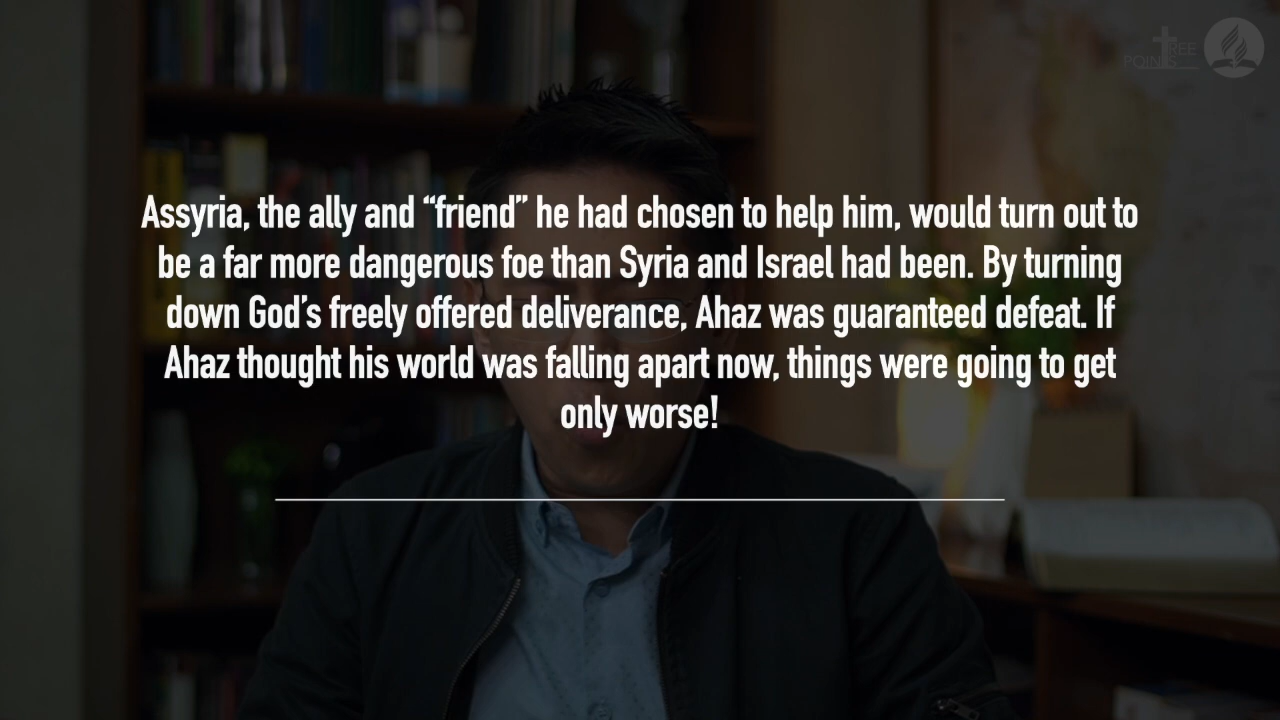 TREE
POINTS
Assyria, the ally and “friend” he had chosen to help him, would turn out to
be a far more dangerous foe than Syria and Israel had been. By turning
down God’s freely offered deliverance, Ahaz was guaranteed defeat. If
Ahaz thought his world was falling apart now, things were going to get
only worse!